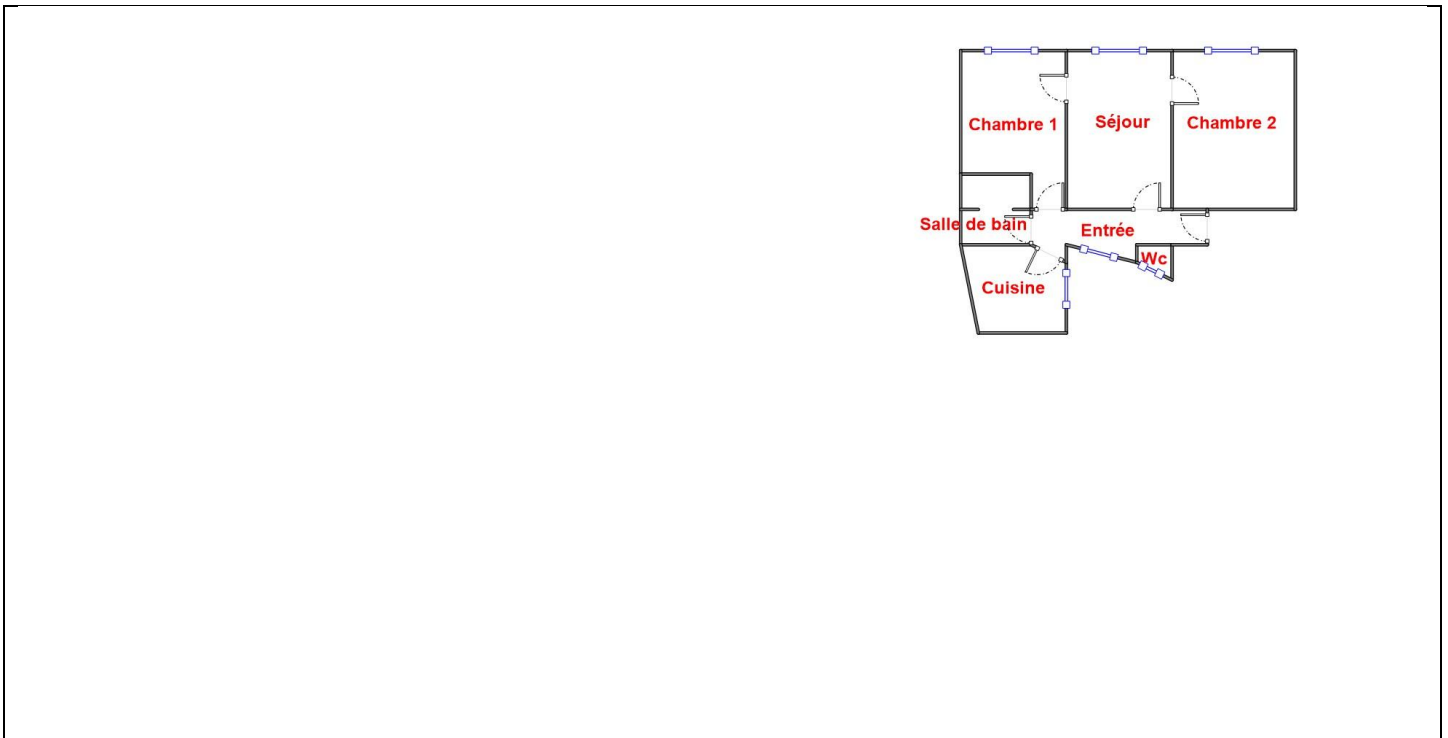 Chambre 1
Séjour
Chambre 2
Salle de bain
Entrée
Wc
Cuisine